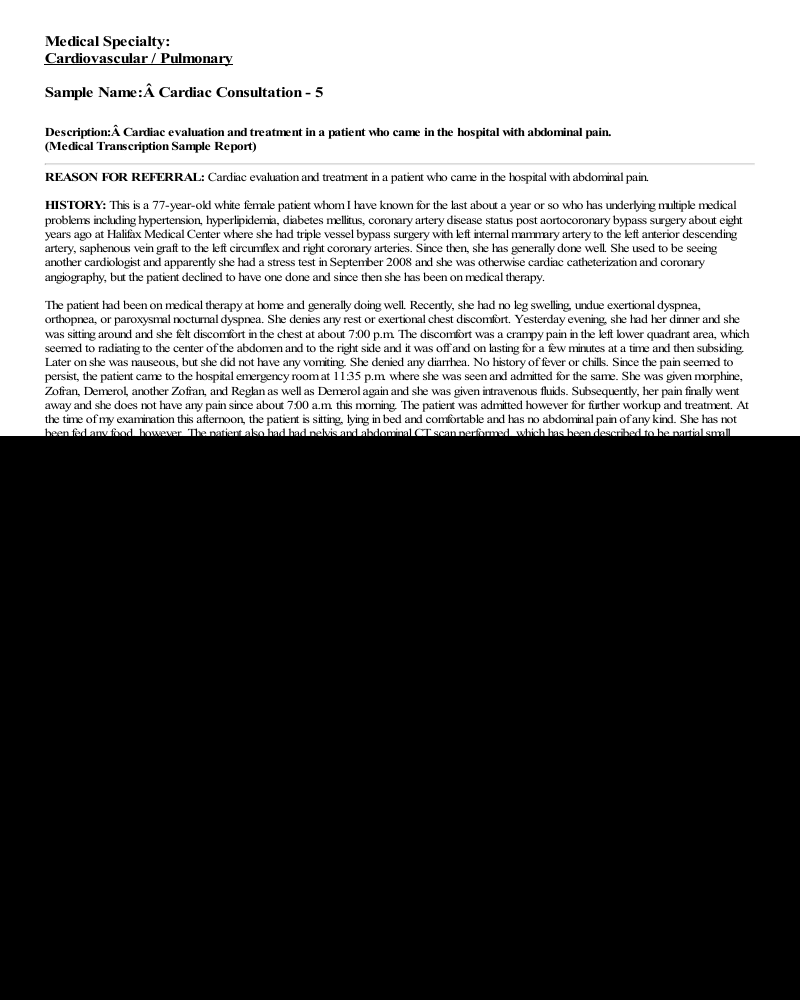 Medical Specialty:
Cardiovascular / Pulmonary
Sample Name:Â Cardiac Consultation - 5
Description:Â Cardiac evaluation and treatment in a patient who came in the hospital with abdominal pain.
(Medical Transcription Sample Report)
REASON FOR REFERRAL: Cardiac evaluation and treatment in a patient who came in the hospital with abdominal pain.
HISTORY: This is a 77-year-old white female patient whom I have known for the last about a year or so who has underlying multiple medical
problems including hypertension, hyperlipidemia, diabetes mellitus, coronary artery disease status post aortocoronary bypass surgery about eight
years ago at Halifax Medical Center where she had triple vessel bypass surgery with left internal mammary artery to the left anterior descending
artery, saphenous vein graft to the left circumflex and right coronary arteries. Since then, she has generally done well. She used to be seeing
another cardiologist and apparently she had a stress test in September 2008 and she was otherwise cardiac catheterization and coronary
angiography, but the patient declined to have one done and since then she has been on medical therapy.
The patient had been on medical therapy at home and generally doing well. Recently, she had no leg swelling, undue exertional dyspnea,
orthopnea, or paroxysmal nocturnal dyspnea. She denies any rest or exertional chest discomfort. Yesterday evening, she had her dinner and she
was sitting around and she felt discomfort in the chest at about 7:00 p.m. The discomfort was a crampy pain in the left lower quadrant area, which
seemed to radiating to the center of the abdomen and to the right side and it was off and on lasting for a few minutes at a time and then subsiding.
Later on she was nauseous, but she did not have any vomiting. She denied any diarrhea. No history of fever or chills. Since the pain seemed to
persist, the patient came to the hospital emergency room at 11:35 p.m. where she was seen and admitted for the same. She was given morphine,
Zofran, Demerol, another Zofran, and Reglan as well as Demerol again and she was given intravenous fluids. Subsequently, her pain finally went
away and she does not have any pain since about 7:00 a.m. this morning. The patient was admitted however for further workup and treatment. At
the time of my examination this afternoon, the patient is sitting, lying in bed and comfortable and has no abdominal pain of any kind. She has not
been fed any food, however. The patient also had had pelvis and abdominal CT scan performed, which has been described to be partial small